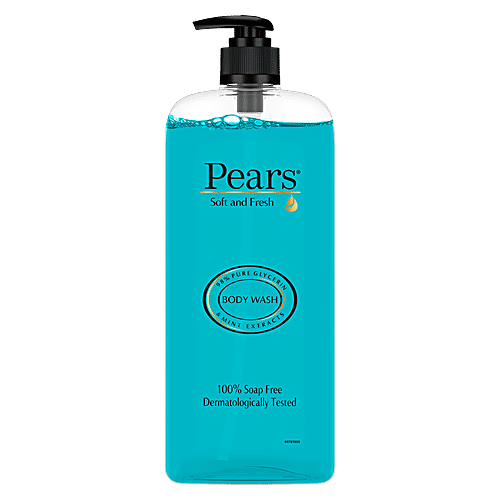 Pears®
Soft and Fresh
98% PURE GLYCERIN
BODY WASH
& MINT EXTRACTS
100% Soap Free
Dermatologically Tested